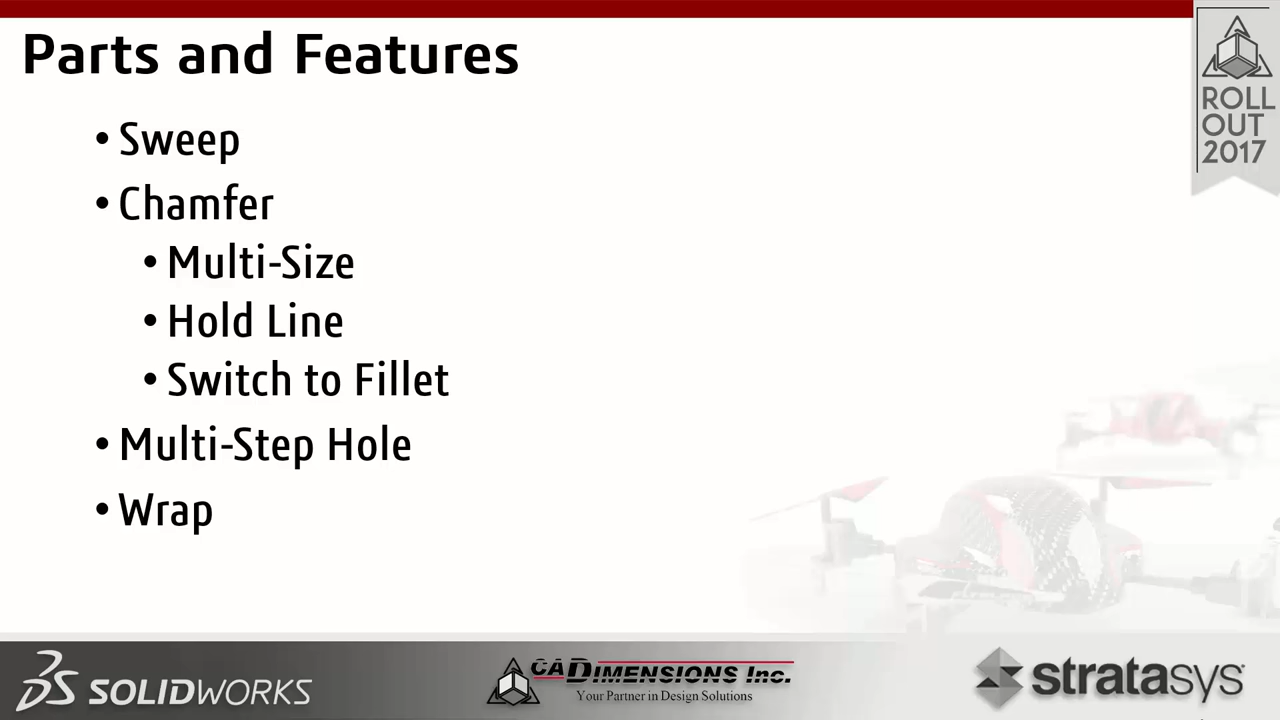 Parts and Features
• Sweep
• Chamfer
• Multi-Size
• Hold Line
• Switch to Fillet
• Multi-Step Hole
• Wrap
ROLL
OUT
2017
SOLIDWORKS
CADIMENSIONS Inc.
Your Partner in Design Solutions
stratasys